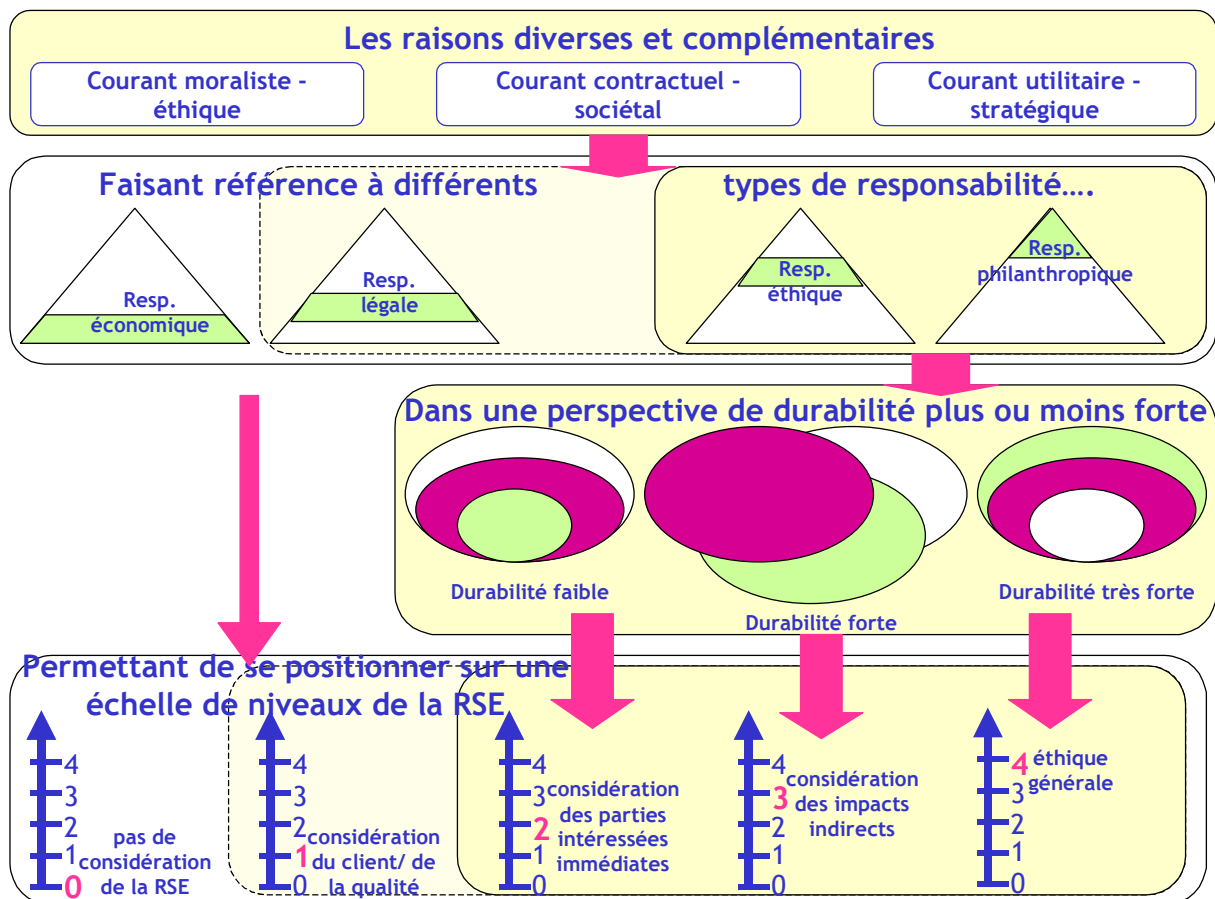 Les raisons diverses et complémentaires
Courant moraliste -
éthique
Courant contractuel -
sociétal
Courant utilitaire -
stratégique
Faisant référence à différents
types de responsabilité....
Resp.
économique
Resp.
légale
Resp.
éthique
Resp.
philanthropique
Dans une perspective de durabilité plus ou moins forte
Durabilité faible
Durabilité forte
Durabilité très forte
Permettant de se positionner sur une
échelle de niveaux de la RSE
4
3
2
1
0
pas de
considération
de la RSE
4
3
2
1
0
considération
du client/ de
la qualité
4
3
2
1
0
considération
des parties
intéressées
immédiates
4
3
2
1
0
considération
des impacts
indirects
4
3
2
1
0
éthique
générale